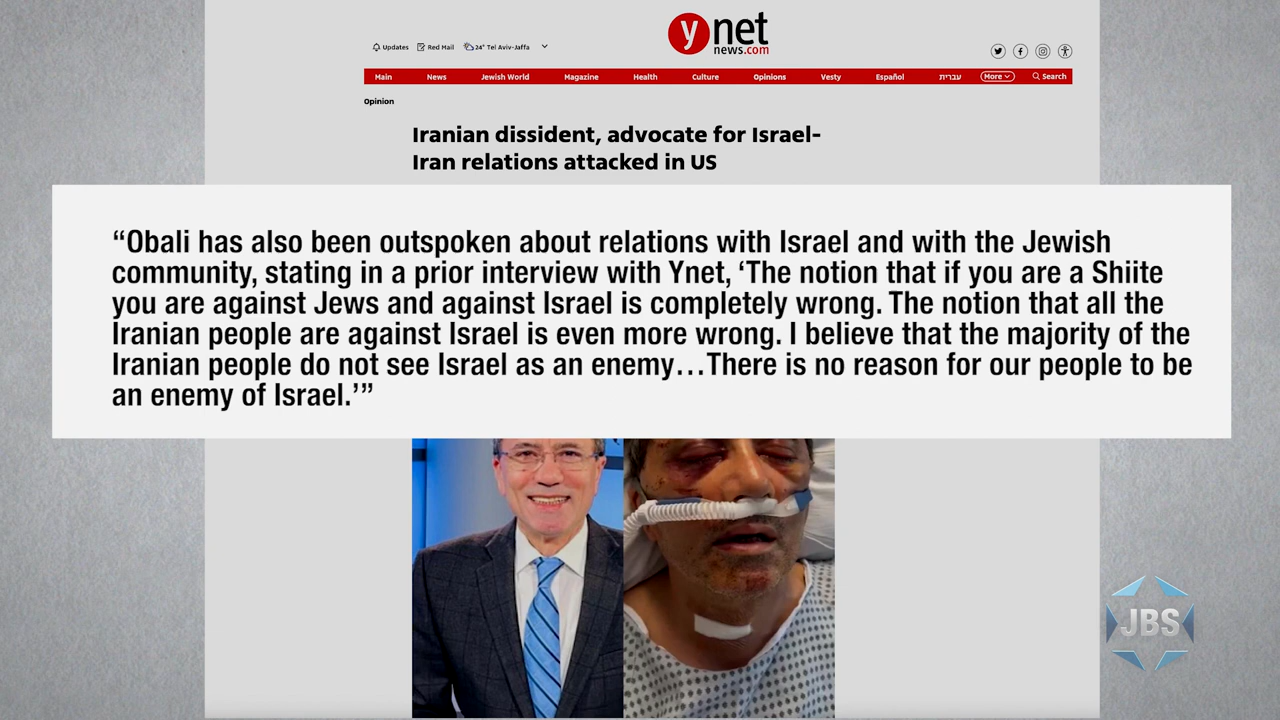 ynet
news.com
Updates Red Mail 24° Tel Aviv-Jaffa
Main News Jewish World Magazine Health Culture Opinions Vesty Español עברית More Search
Opinion
Iranian dissident, advocate for Israel-
Iran relations attacked in US
“Obali has also been outspoken about relations with Israel and with the Jewish
community, stating in a prior interview with Ynet, ‘The notion that if you are a Shiite
you are against Jews and against Israel is completely wrong. The notion that all the
Iranian people are against Israel is even more wrong. I believe that the majority of the
Iranian people do not see Israel as an enemy…There is no reason for our people to be
an enemy of Israel.’”
JBS